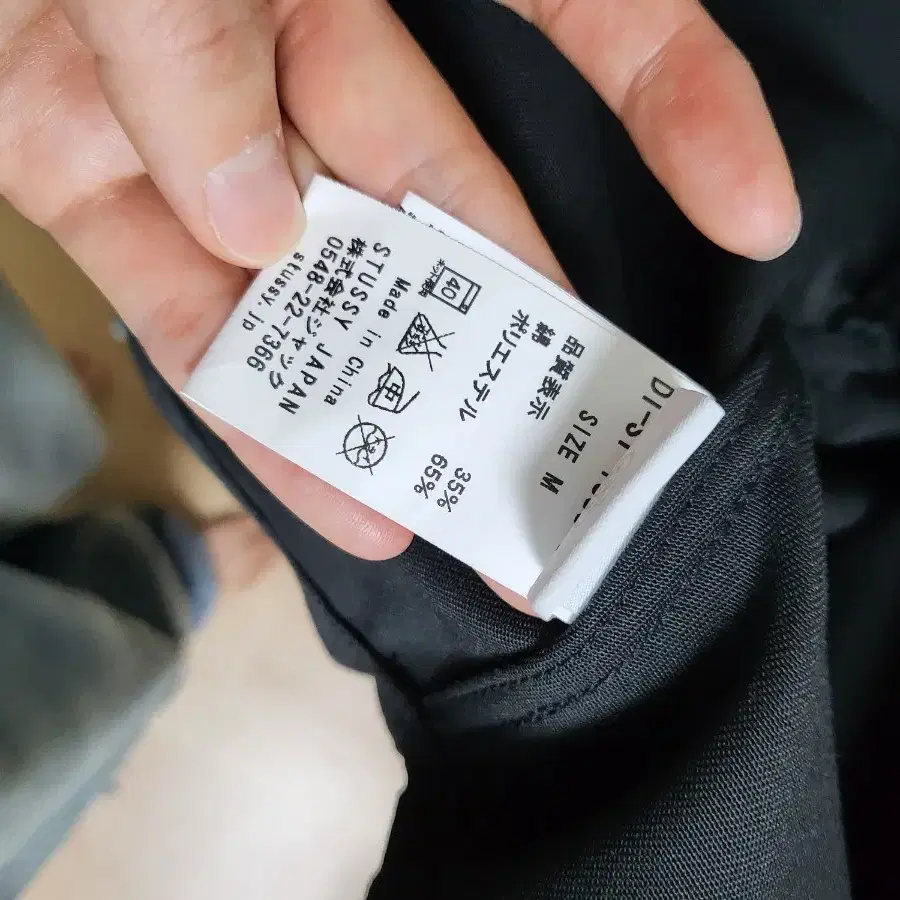 SIZE M
品質表示
綿 35%
ポリエステル 65%
40
中
Made in China
STUSSY JAPAN
株式会社ジャック
0548-22-7366
stussy.jp